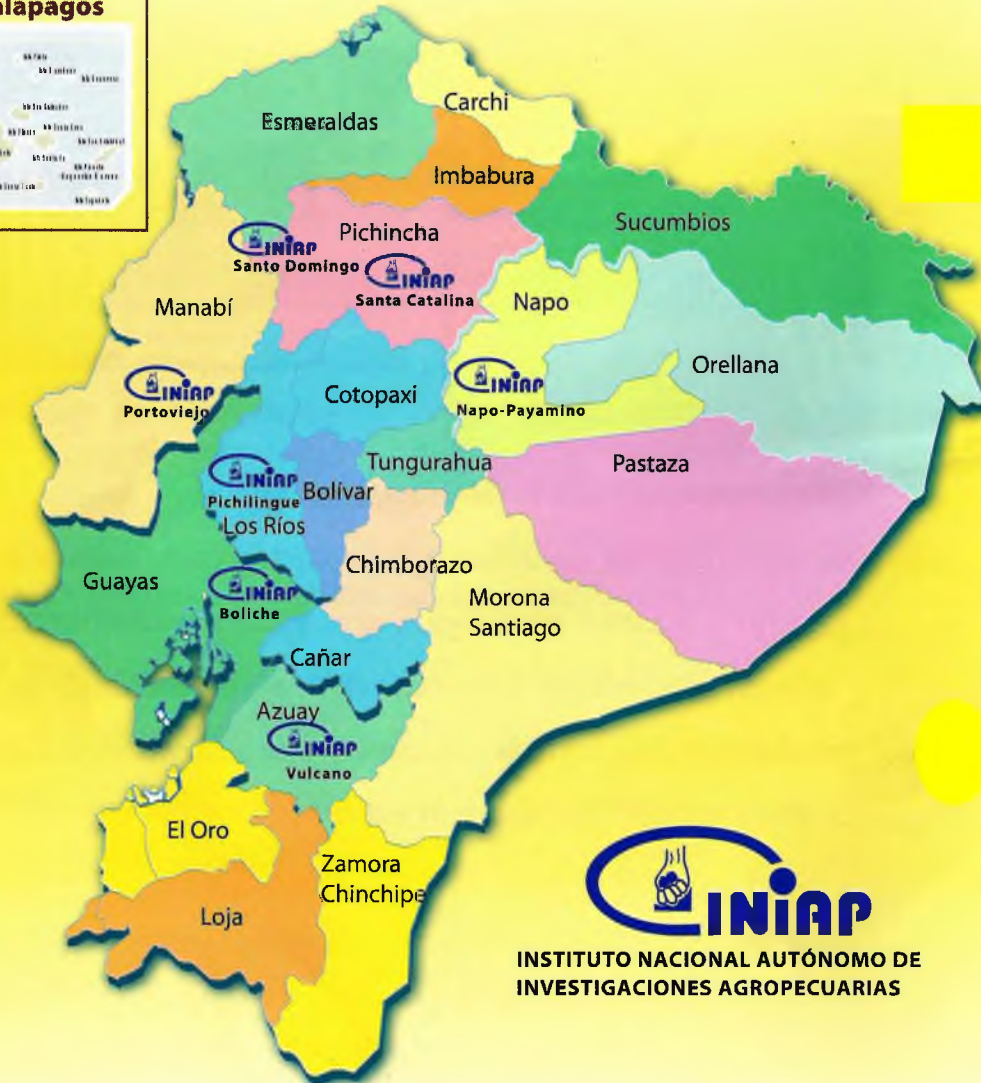 Esmeraldas
Carchi
Imbabura
Sucumbios
Pichincha
INiAP
Santo Domingo
INiAP
Santa Catalina
Manabí
Napo
Orellana
INiAP
Portoviejo
Cotopaxi
INiAP
Napo-Payamino
Tungurahua
Pastaza
INiAP
Pichilingue
Bolívar
Los Ríos
Chimborazo
Guayas
INiAP
Boliche
Morona
Santiago
Cañar
Azuay
INiAP
Vulcano
El Oro
Zamora
Chinchipe
Loja
INiAP
INSTITUTO NACIONAL AUTÓNOMO DE
INVESTIGACIONES AGROPECUARIAS